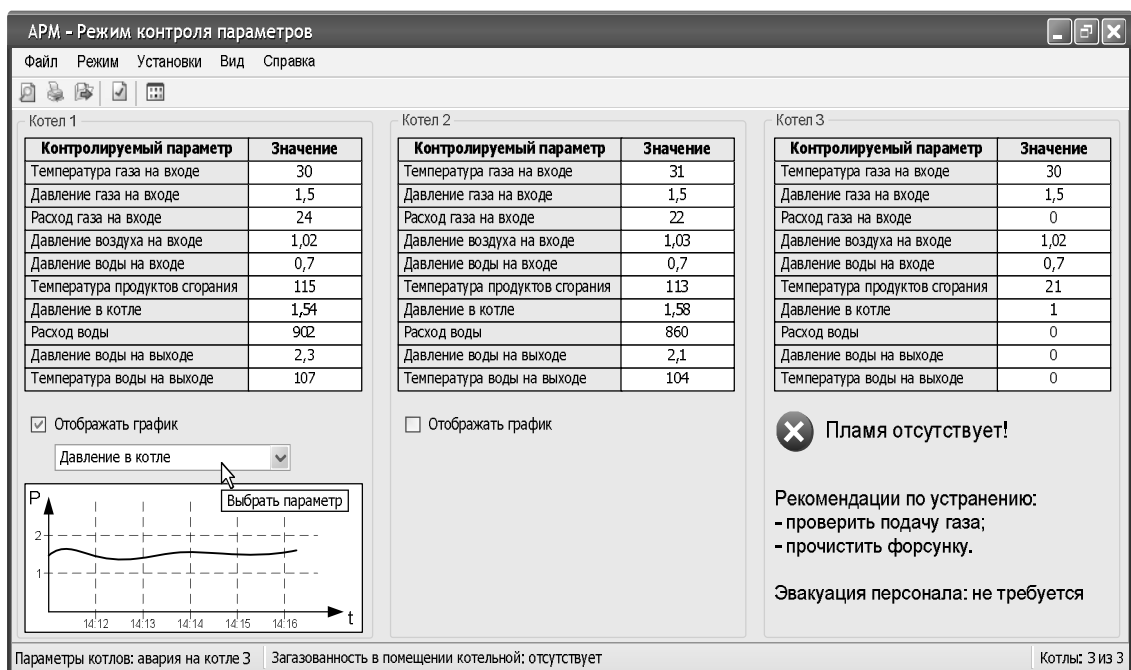 АРМ – Режим контроля параметров
Файл Режим Установки Вид Справка
Котел 1
Контролируемый параметр Значение
Температура газа на входе 30
Давление газа на входе 1,5
Расход газа на входе 24
Давление воздуха на входе 1,02
Давление воды на входе 0,7
Температура продуктов сгорания 115
Давление в котле 1,54
Расход воды 902
Давление воды на выходе 2,3
Температура воды на выходе 107
Отображать график
Давление в котле
Выбрать параметр
P
2
1
14:12 14:13 14:14 14:15 14:16
t
Котел 2
Контролируемый параметр Значение
Температура газа на входе 31
Давление газа на входе 1,5
Расход газа на входе 22
Давление воздуха на входе 1,03
Давление воды на входе 0,7
Температура продуктов сгорания 113
Давление в котле 1,58
Расход воды 860
Давление воды на выходе 2,1
Температура воды на выходе 104
Отображать график
Котел 3
Контролируемый параметр Значение
Температура газа на входе 30
Давление газа на входе 1,5
Расход газа на входе 0
Давление воздуха на входе 1,02
Давление воды на входе 0,7
Температура продуктов сгорания 21
Давление в котле 1
Расход воды 0
Давление воды на выходе 0
Температура воды на выходе 0
Пламя отсутствует!
Рекомендации по устранению:
– проверить подачу газа;
– прочистить форсунку.
Эвакуация персонала: не требуется
Параметры котлов: авария на котле 3 Загазованность в помещении котельной: отсутствует Котлы: 3 из 3